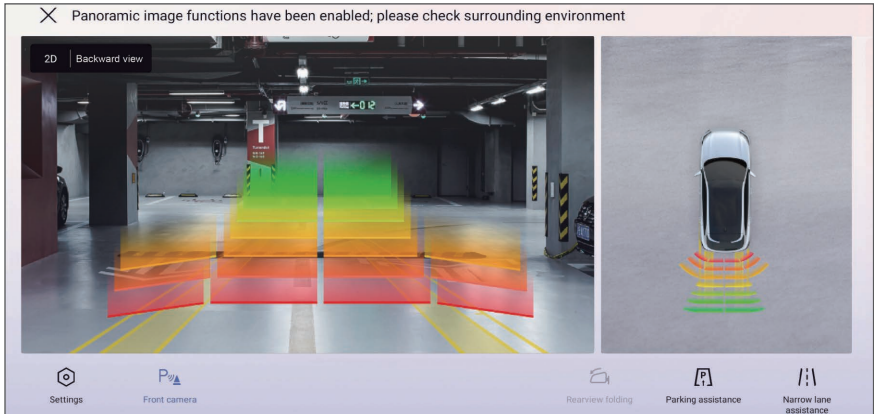 Panoramic image functions have been enabled; please check surrounding environment
2D Backward view
←012
T
P
Settings
Front camera
Rearview folding
P
Parking assistance
Narrow lane
assistance